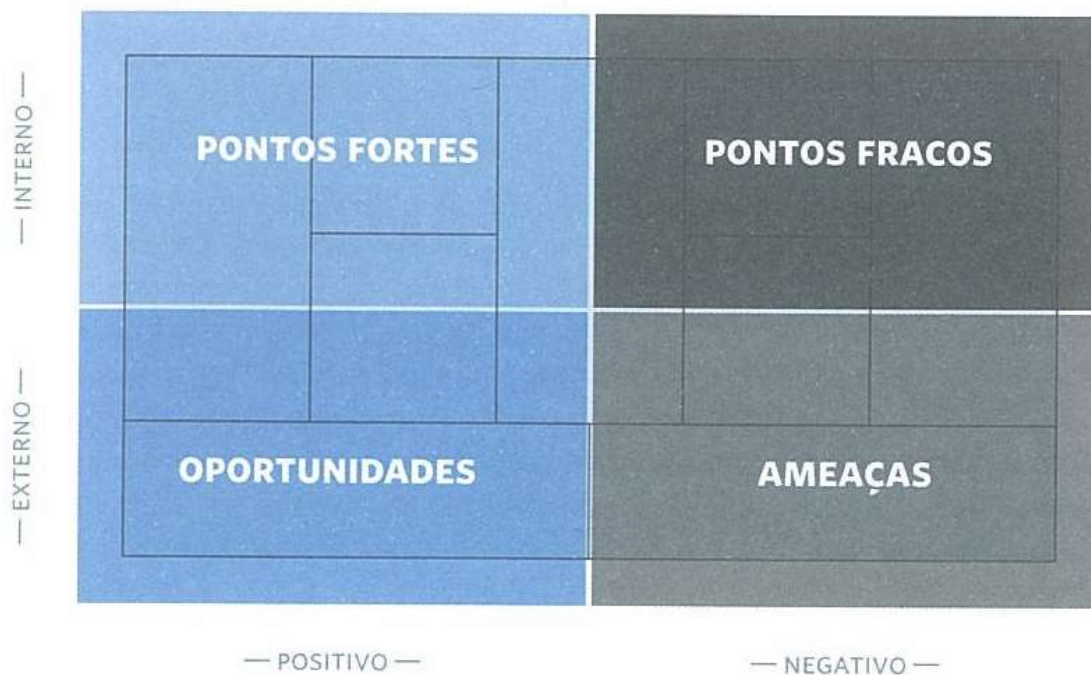 — INTERNO —
PONTOS FORTES
PONTOS FRACOS
— EXTERNO —
OPORTUNIDADES
AMEAÇAS
— POSITIVO —
— NEGATIVO —